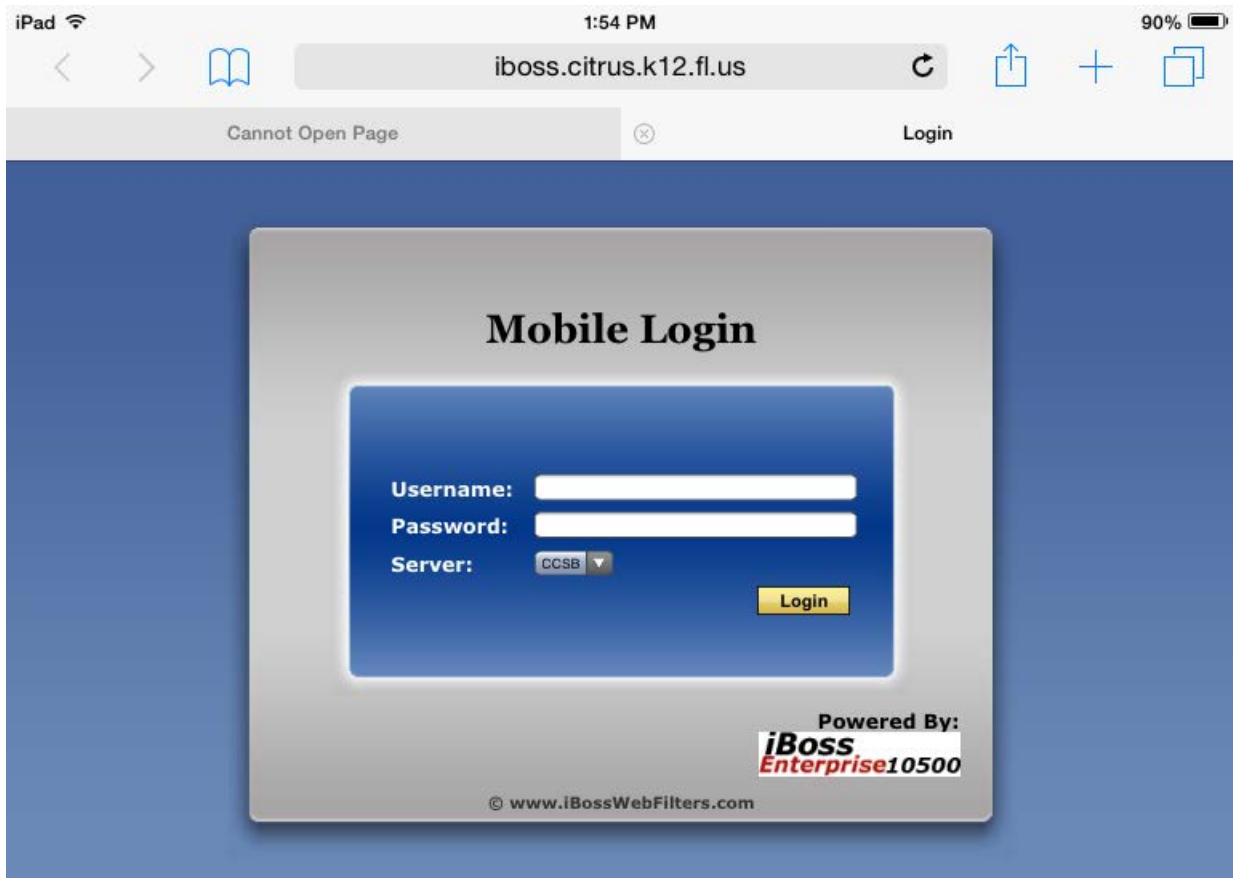 iPad 1:54 PM 90%
iboss.citrus.k12.fl.us
Cannot Open Page Login
Mobile Login
Username:
Password:
Server: CCSB
Login
Powered By:
iBoss
Enterprise10500
© www.iBossWebFilters.com